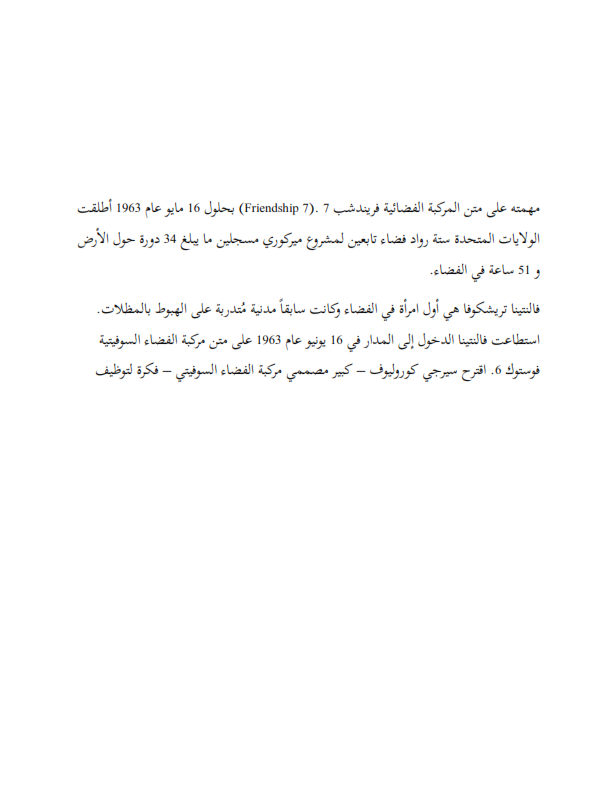 مهمته على متن المركبة الفضائية فريندشب 7 .(Friendship 7) بحلول 16 مايو عام 1963 أطلقت
الولايات المتحدة ستة رواد فضاء تابعين لمشروع ميركوري مسجلين ما يبلغ 34 دورة حول الأرض
و 51 ساعة في الفضاء.
فالنتينا تريشكوفا هي أول امرأة في الفضاء وكانت سابقاً مدنية مُتدربة على الهبوط بالمظلات.
استطاعت فالنتينا الدخول إلى المدار في 16 يونيو عام 1963 على متن مركبة الفضاء السوفيتية
فوستوك 6. اقترح سيرجي كوروليوف – كبير مصممي مركبة الفضاء السوفيتي – فكرة لتوظيف